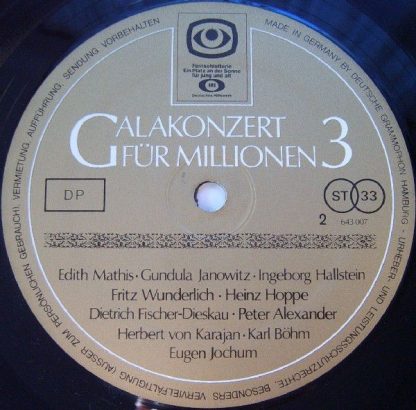 MADE IN GERMANY BY DEUTSCHE GRAMMOPHON, HAMBURG - URHEBER- UND LEISTUNGSSCHUTZRECHTE, BESONDERS VERVIELFÄLTIGUNG (AUSSER ZUM PERSÖNLICHEN GEBRAUCH), VERMIETUNG, AUFFÜHRUNG, SENDUNG VORBEHALTEN
Fernsehlotterie
Ein Platz an der Sonne
für jung und alt
GALAKONZERT
FÜR MILLIONEN 3
DP
ST 33
2 643 007
Edith Mathis · Gundula Janowitz · Ingeborg Hallstein
Fritz Wunderlich · Heinz Hoppe
Dietrich Fischer-Dieskau · Peter Alexander
Herbert von Karajan · Karl Böhm
Eugen Jochum